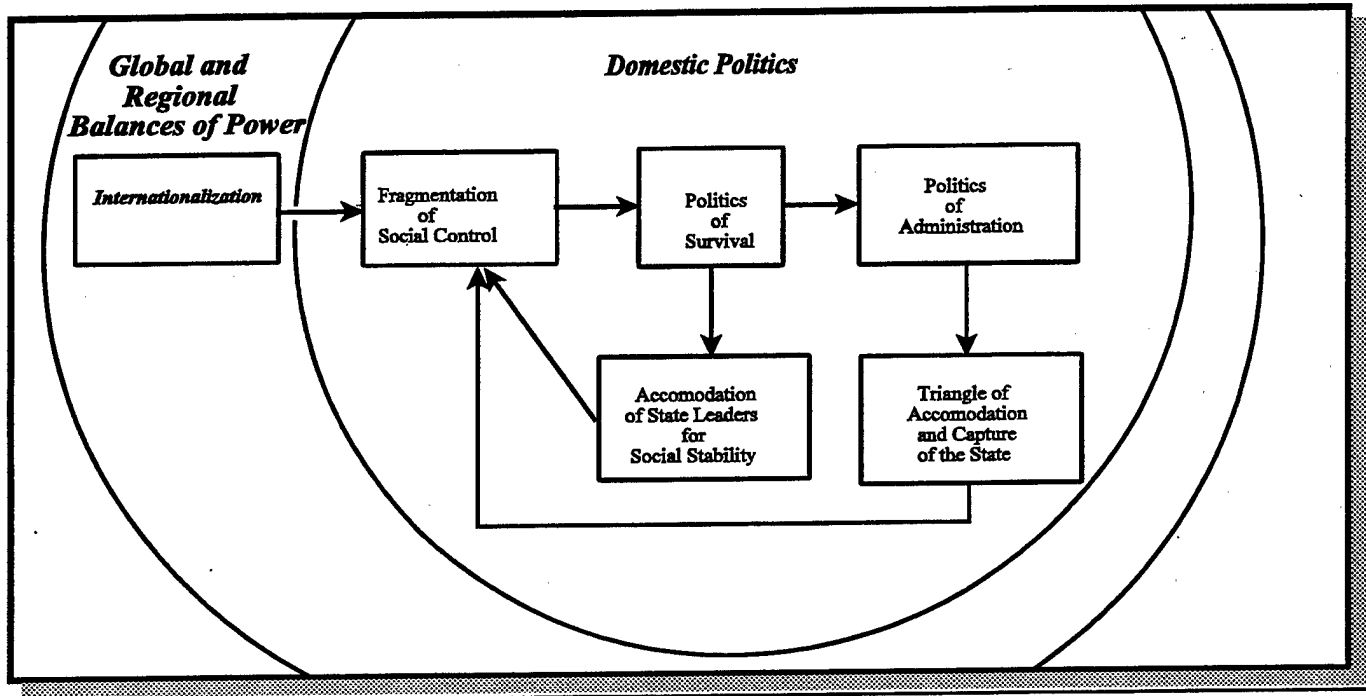 Global and
Regional
Balances of Power
Domestic Politics
Internationalization
Fragmentation
of
Social Control
Politics
of
Survival
Politics
of
Administration
Accomodation
of State Leaders
for
Social Stability
Triangle of
Accomodation
and Capture
of the State